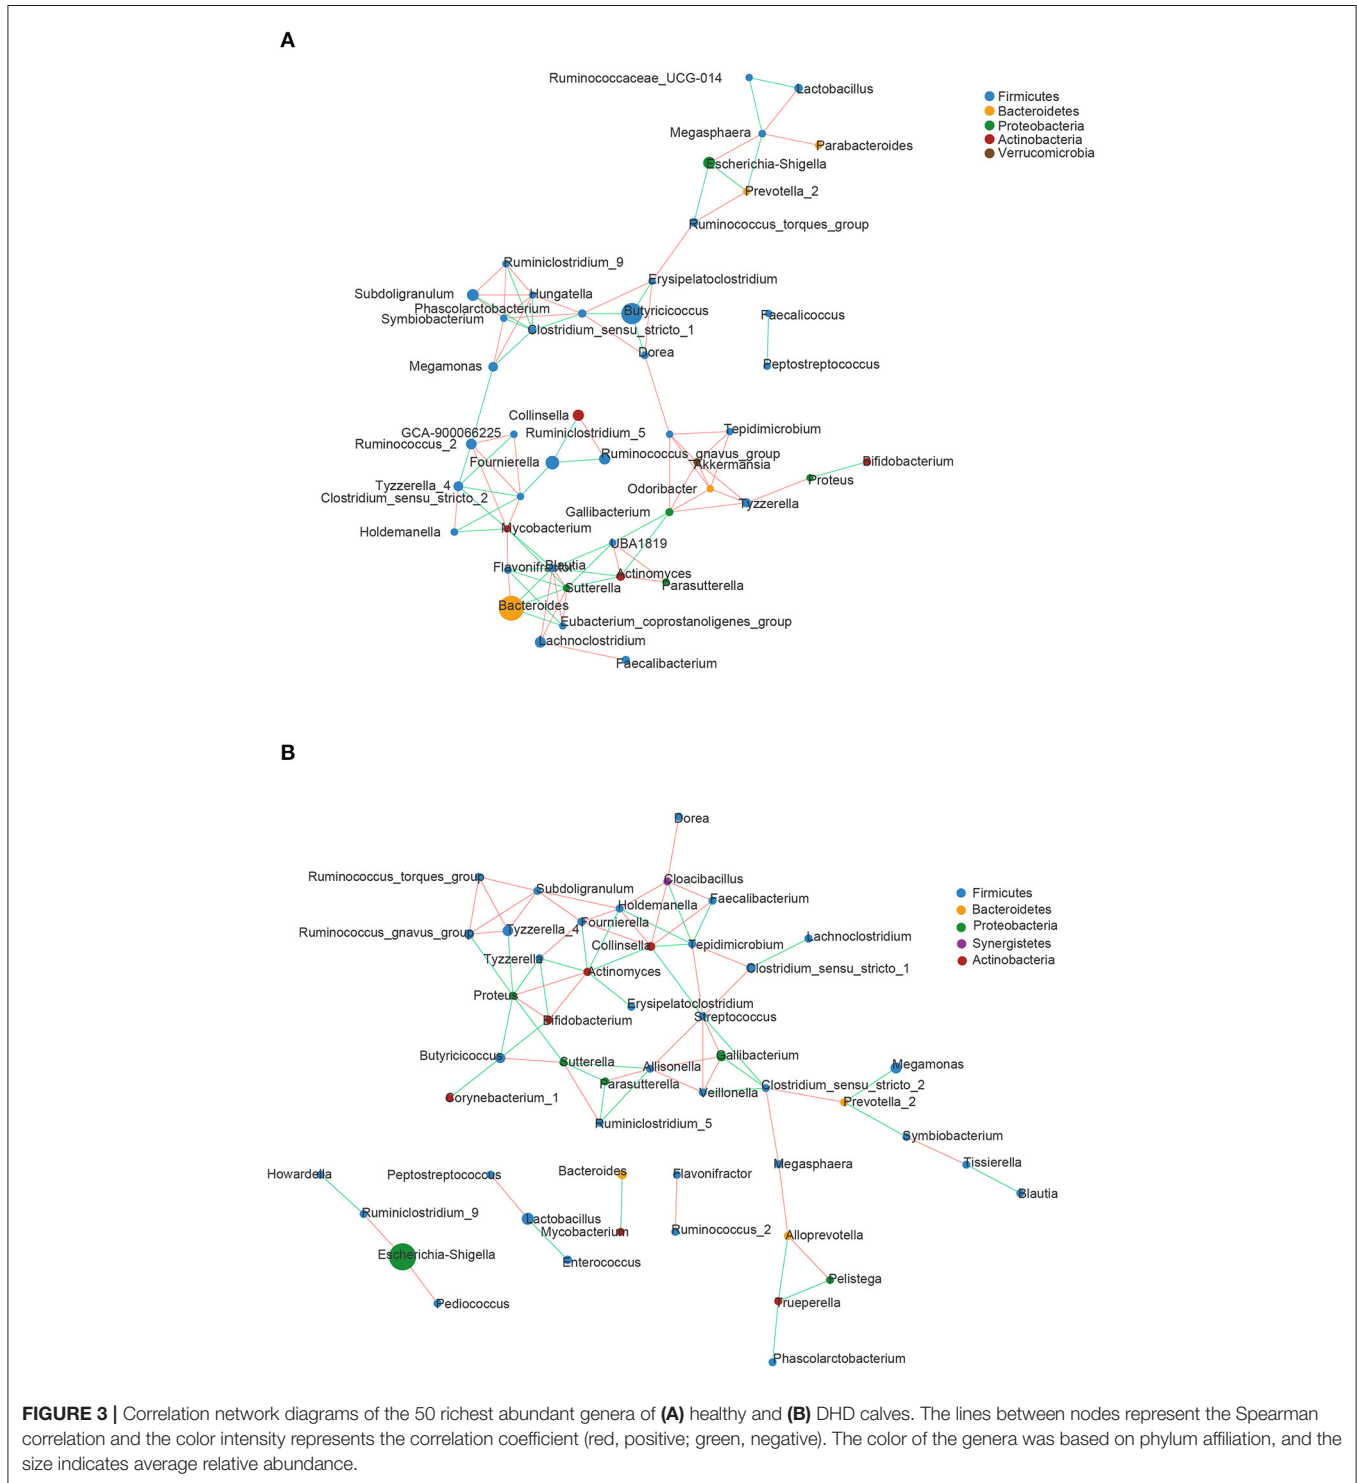 A
Ruminococcaceae_UCG-014
Lactobacillus
Firmicutes
Bacteroidetes
Proteobacteria
Actinobacteria
Verrucomicrobia
Megasphaera
Parabacteroides
Escherichia-Shigella
Prevotella_2
Ruminococcus_torques_group
Ruminiclostridium_9
Erysipelatoclostridium
Subdoligranulum
Hungatella
Phascolarctobacterium
Butyricicoccus
Symbiobacterium
Faecalicoccus
Clostridium_sensu_stricto_1
Dorea
Megamonas
Peptostreptococcus
Collinsella
GCA-900066225
Ruminiclostridium_5
Tepidimicrobium
Ruminococcus_2
Ruminococcus_gnavus_group
Fournierella
Akkermansia
Bifidobacterium
Proteus
Tyzzerella_4
Odoribacter
Clostridium_sensu_stricto_2
Tyzzerella
Gallibacterium
Holdemanella
Mycobacterium
UBA1819
Flavonifractor
Blautia
Actinomyces
Parasutterella
Sutterella
Bacteroides
Eubacterium_coprostanoligenes_group
Lachnoclostridium
Faecalibacterium
B
Dorea
Ruminococcus_torques_group
Cloacibacillus
Subdoligranulum
Faecalibacterium
Holdemanella
Firmicutes
Bacteroidetes
Proteobacteria
Synergistetes
Actinobacteria
Fournierella
Ruminococcus_gnavus_group
Tyzzerella_4
Collinsella
Tepidimicrobium
Lachnoclostridium
Tyzzerella
Actinomyces
Clostridium_sensu_stricto_1
Proteus
Erysipelatoclostridium
Bifidobacterium
Streptococcus
Butyricicoccus
Sutterella
Allisonella
Gallibacterium
Megamonas
Parasutterella
Clostridium_sensu_stricto_2
Veillonella
Prevotella_2
Corynebacterium_1
Ruminiclostridium_5
Symbiobacterium
Megasphaera
Tissierella
Howardella
Peptostreptococcus
Bacteroides
Flavonifractor
Blautia
Ruminiclostridium_9
Lactobacillus
Mycobacterium
Ruminococcus_2
Alloprevotella
Escherichia-Shigella
Enterococcus
Pelistega
Pediococcus
Trueperella
Phascolarctobacterium
FIGURE 3 | Correlation network diagrams of the 50 richest abundant genera of (A) healthy and (B) DHD calves. The lines between nodes represent the Spearman
correlation and the color intensity represents the correlation coefficient (red, positive; green, negative). The color of the genera was based on phylum affiliation, and the
size indicates average relative abundance.